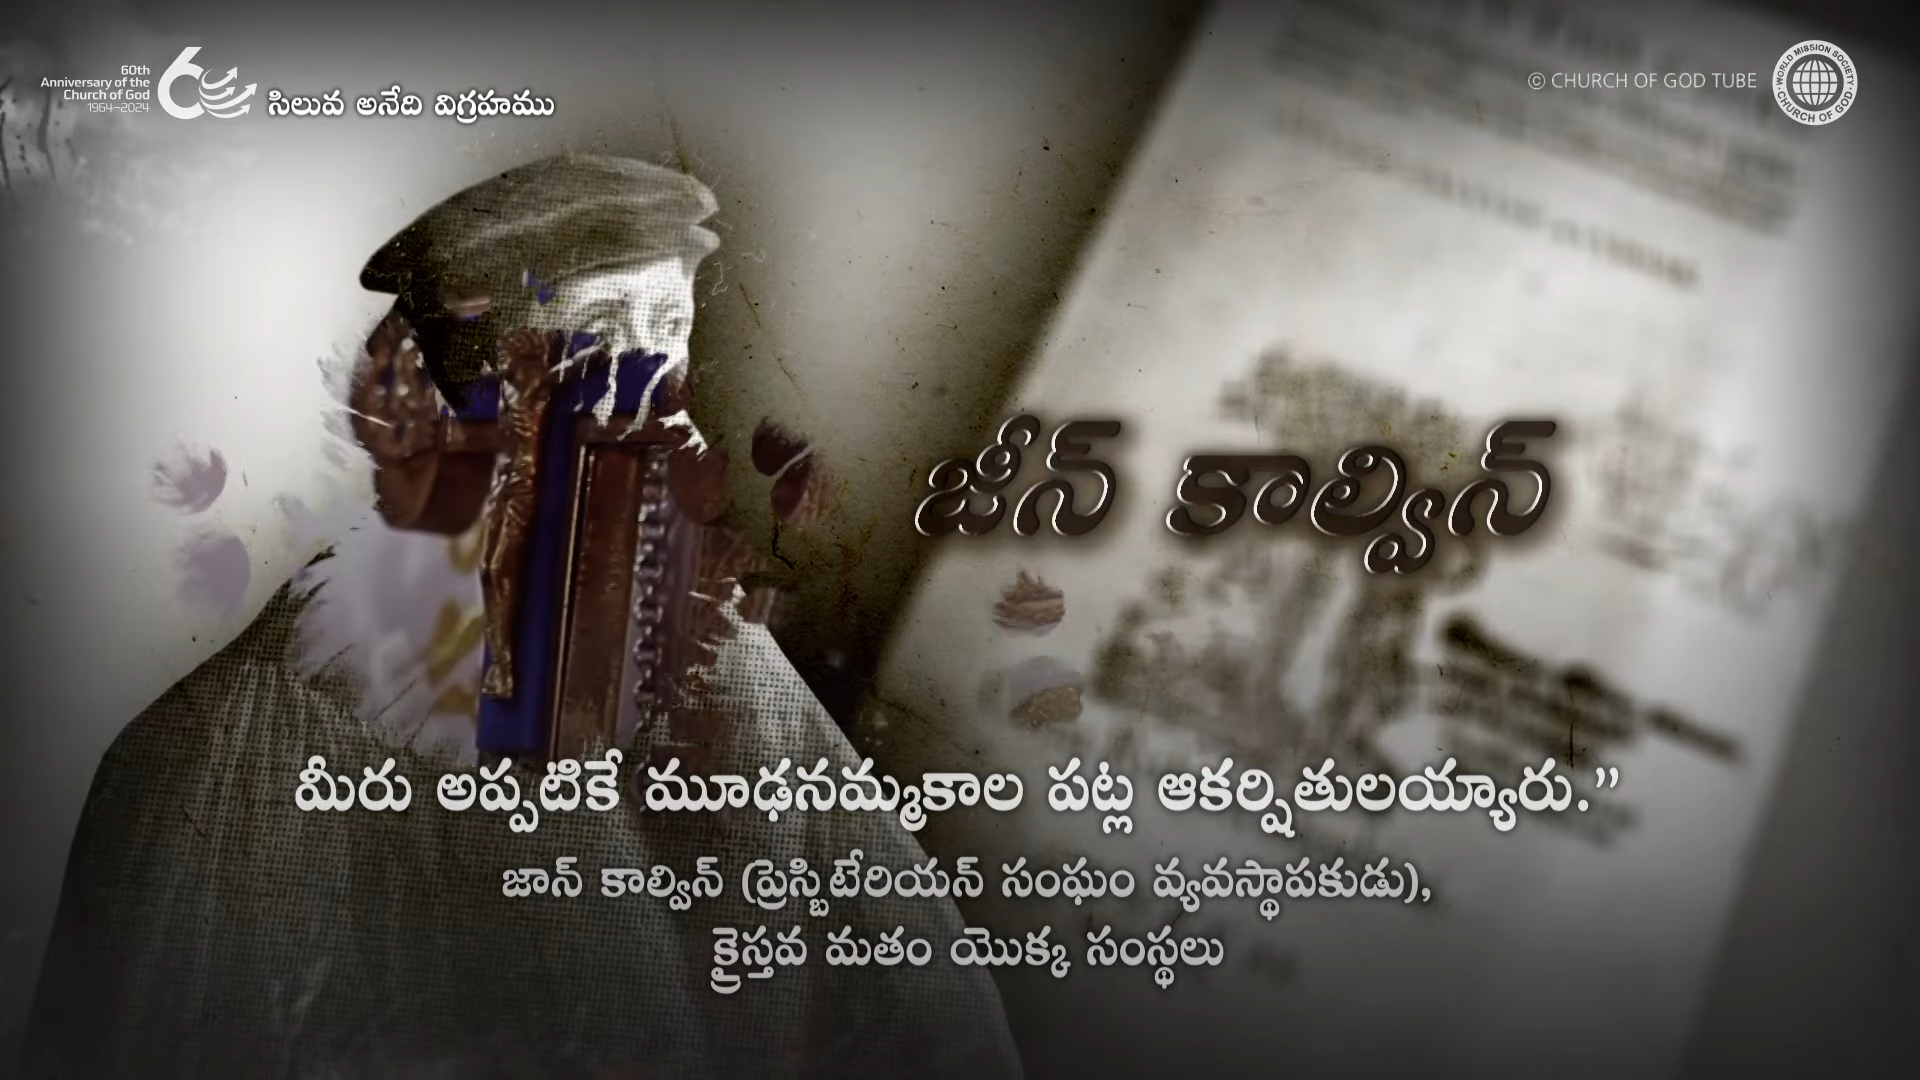 60th
Anniversary of the
Church of God
1964–2024
సిలువ అనేది విగ్రహము
© CHURCH OF GOD TUBE
WORLD MISSION SOCIETY
CHURCH OF GOD
జీన్ కాల్విన్
మీరు అప్పటికే మూఢనమ్మకాల పట్ల ఆకర్షితులయ్యారు.”
జాన్ కాల్విన్ (ప్రెస్బిటేరియన్ సంఘం వ్యవస్థాపకుడు),
క్రైస్తవ మతం యొక్క సంస్థలు